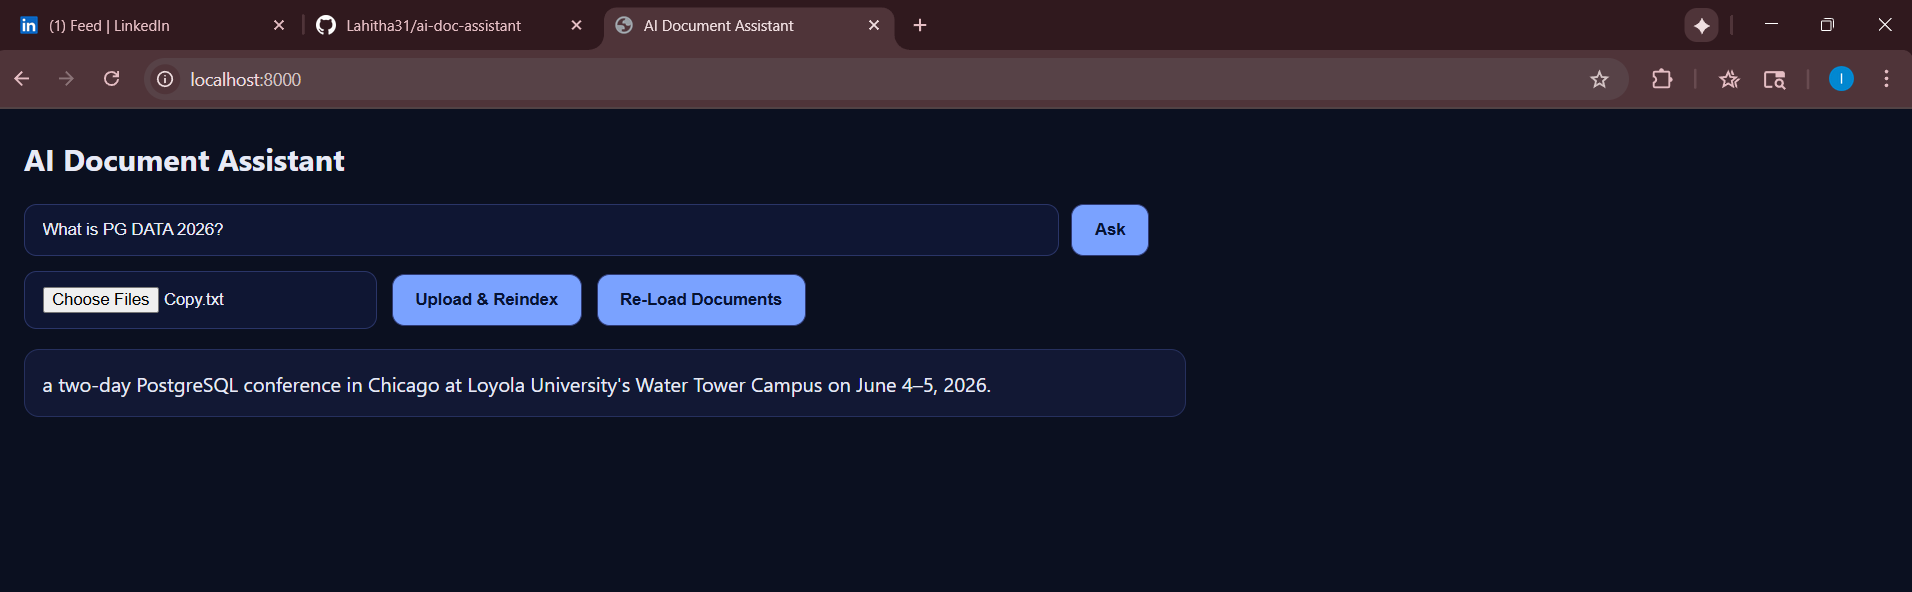 (1) Feed | LinkedIn
Lahitha31/ai-doc-assistant
AI Document Assistant
localhost:8000
I
AI Document Assistant
What is PG DATA 2026?
Ask
Choose Files Copy.txt
Upload & Reindex
Re-Load Documents
a two-day PostgreSQL conference in Chicago at Loyola University's Water Tower Campus on June 4–5, 2026.